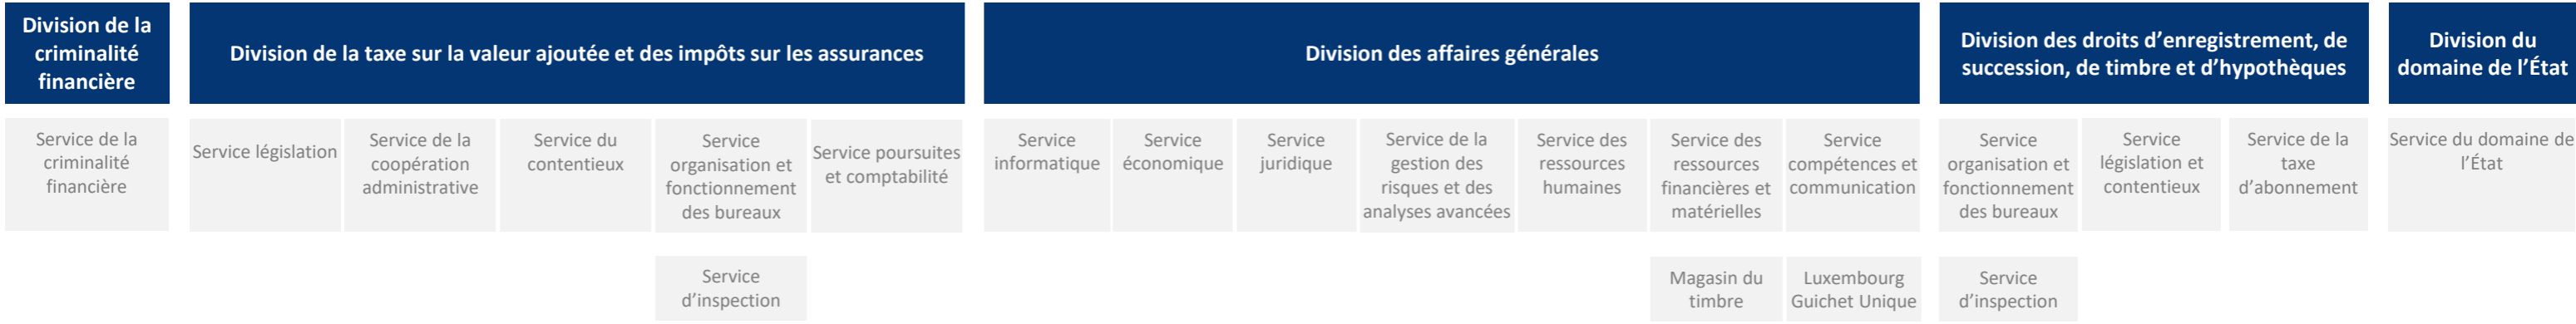 Division de la
criminalité
financière
Division de la taxe sur la valeur ajoutée et des impôts sur les assurances
Division des affaires générales
Division des droits d’enregistrement, de
succession, de timbre et d’hypothèques
Division du
domaine de l’État
Service de la
criminalité
financière
Service législation
Service de la
coopération
administrative
Service du
contentieux
Service
organisation et
fonctionnement
des bureaux
Service poursuites
et comptabilité
Service
informatique
Service
économique
Service
juridique
Service de la
gestion des
risques et des
analyses avancées
Service des
ressources
humaines
Service des
ressources
financières et
matérielles
Service
compétences et
communication
Service
organisation et
fonctionnement
des bureaux
Service
législation et
contentieux
Service de la
taxe
d’abonnement
Service du domaine de
l’État
Service
d’inspection
Magasin du
timbre
Luxembourg
Guichet Unique
Service
d’inspection